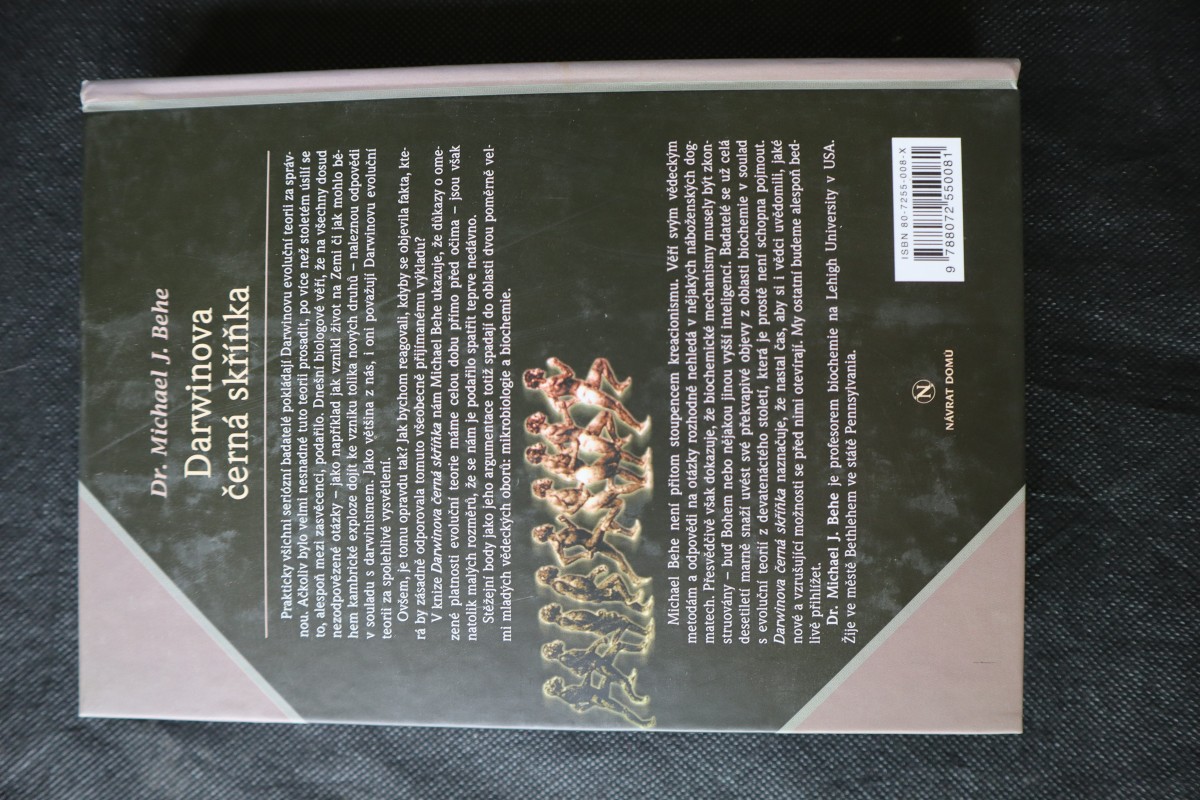 Dr. Michael J. Behe
Darwinova
černá skříňka
Prakticky všichni seriózní badatelé pokládají Darwinovu evoluční teorii za správ-
nou. Ačkoliv bylo velmi nesnadné tuto teorii prosadit, po více než stoletém úsilí se
to, alespoň mezi zasvěcenci, podařilo. Dnešní biologové věří, že na všechny dosud
nezodpovězené otázky – jako například jak vznikl život na Zemi či jak mohlo bě-
hem kambrické exploze dojít ke vzniku tolika nových druhů – naleznou odpovědi
v souladu s darwinismem. Jako většina z nás, i oni považují Darwinovu evoluční
teorii za spolehlivé vysvětlení.
Ovšem, je tomu opravdu tak? Jak bychom reagovali, kdyby se objevila fakta, kte-
rá by zásadně odporovala tomuto všeobecně přijímanému výkladu?
V knize Darwinova černá skříňka nám Michael Behe ukazuje, že důkazy o ome-
zené platnosti evoluční teorie máme celou dobu přímo před očima – jsou však
natolik malých rozměrů, že se nám je podařilo spatřit teprve nedávno.
Stěžejní body jako jeho argumentace totiž spadají do oblasti dvou poměrně vel-
mi mladých vědeckých oborů: mikrobiologie a biochemie.
Michael Behe není přitom stoupencem kreacionismu. Věří svým vědeckým
metodám a odpovědi na otázky rozhodně nehledá v nějakých náboženských dog-
matech. Přesvědčivě však dokazuje, že biochemické mechanismy musely být zkon-
struovány – buď Bohem nebo nějakou jinou vyšší inteligencí. Badatelé se už celá
desetiletí marně snaží uvést své překvapivé objevy z oblasti biochemie v soulad
s evoluční teorií z devatenáctého století, která je prostě není schopna pojmout.
Darwinova černá skříňka naznačuje, že nastal čas, aby si i vědci uvědomili, jaké
nové a vzrušující možnosti se před nimi otevírají. My ostatní budeme alespoň bed-
livě přihlížet.
Dr. Michael J. Behe je profesorem biochemie na Lehigh University v USA.
Žije ve městě Bethlehem ve státě Pennsylvania.
N
NÁVRAT DOMŮ
ISBN 80-7255-008-X
9 788072 550081